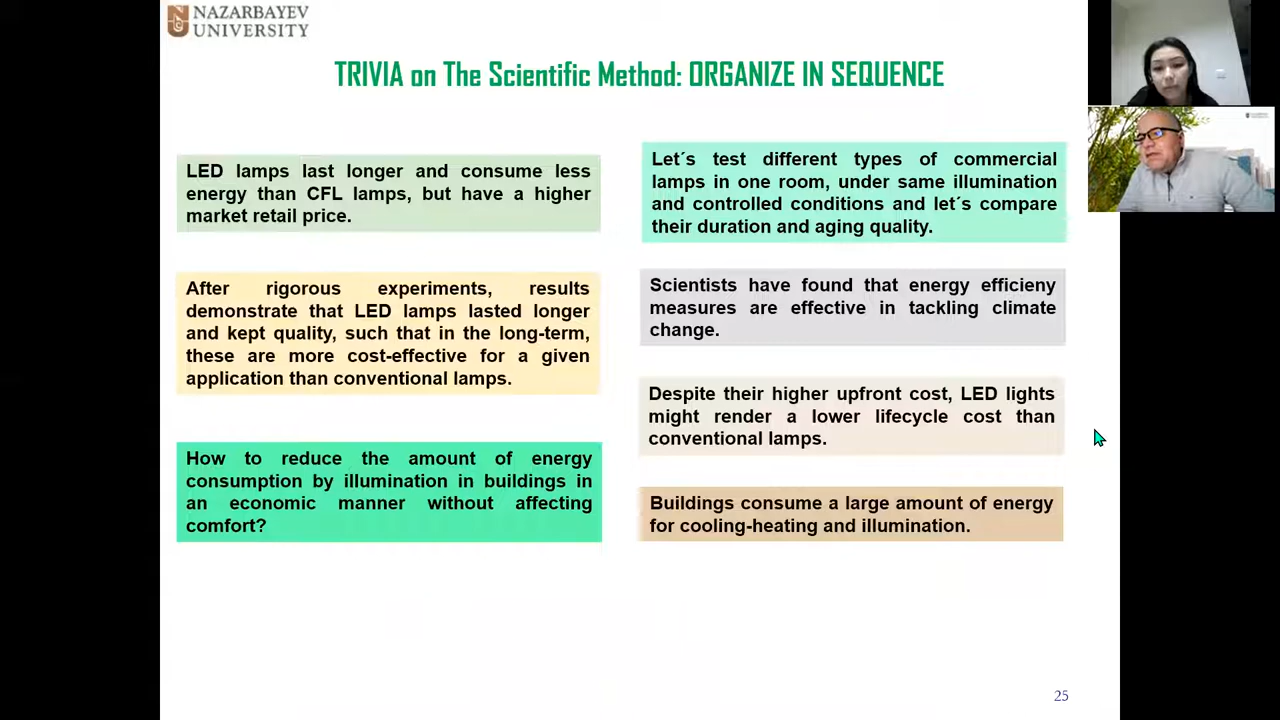 NAZARBAYEV
UNIVERSITY
TRIVIA on The Scientific Method: ORGANIZE IN SEQUENCE
LED lamps last longer and consume less
energy than CFL lamps, but have a higher
market retail price.
After rigorous experiments, results
demonstrate that LED lamps lasted longer
and kept quality, such that in the long-term,
these are more cost-effective for a given
application than conventional lamps.
How to reduce the amount of energy
consumption by illumination in buildings in
an economic manner without affecting
comfort?
Let´s test different types of commercial
lamps in one room, under same illumination
and controlled conditions and let´s compare
their duration and aging quality.
Scientists have found that energy efficieny
measures are effective in tackling climate
change.
Despite their higher upfront cost, LED lights
might render a lower lifecycle cost than
conventional lamps.
Buildings consume a large amount of energy
for cooling-heating and illumination.
25